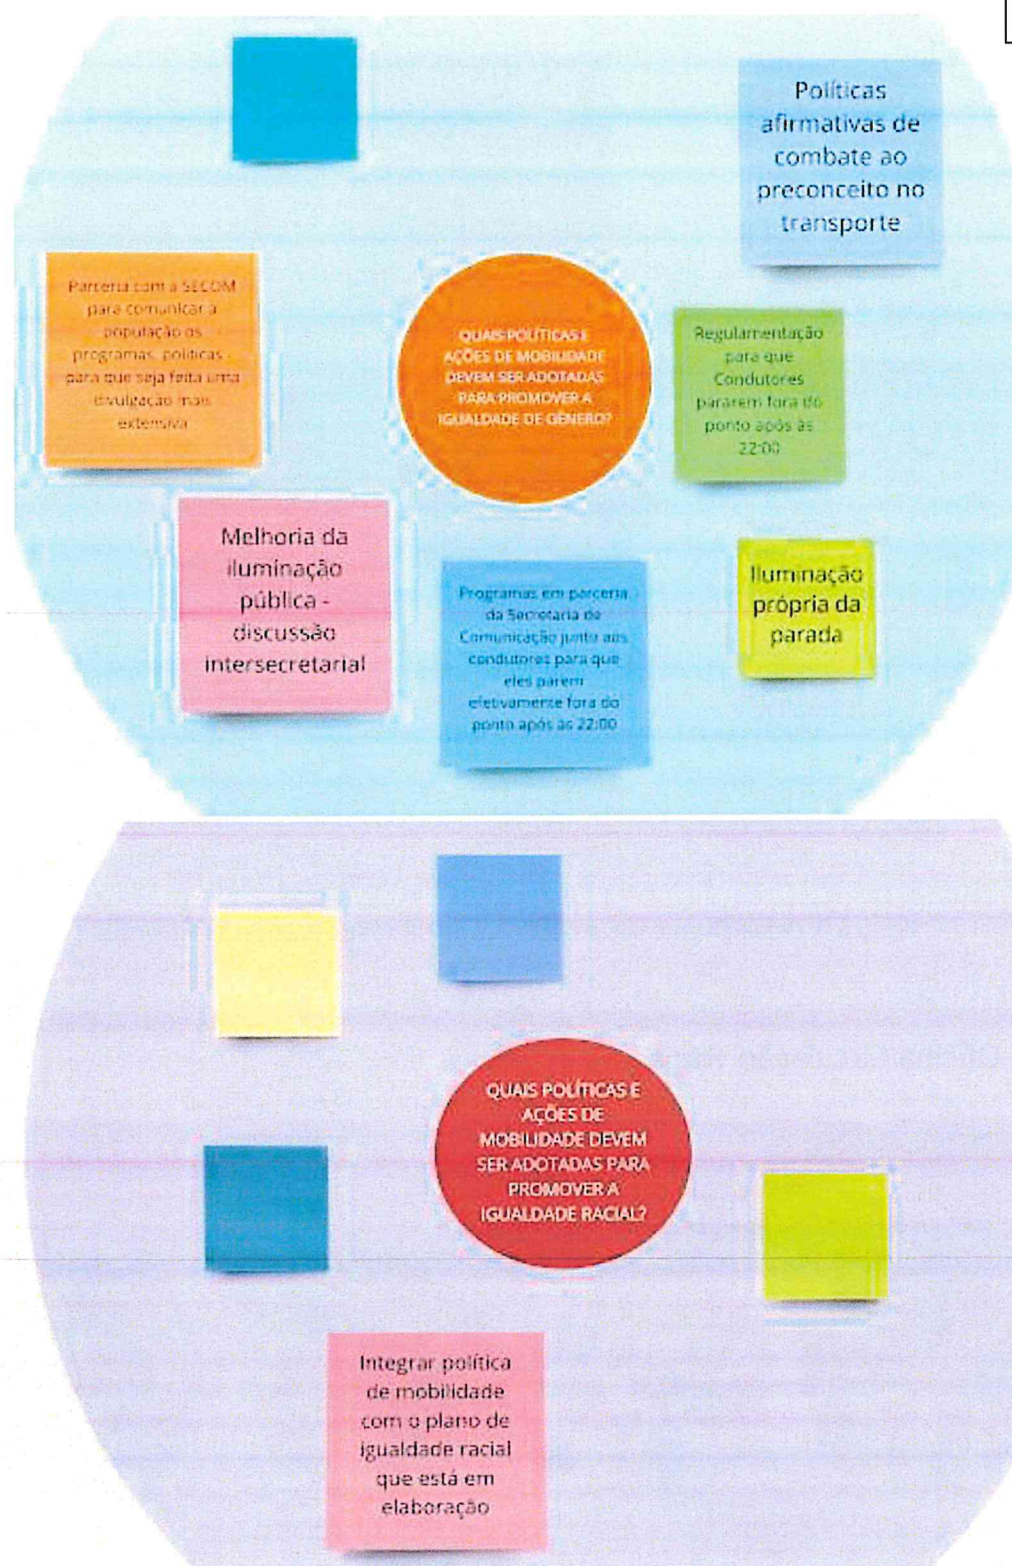 Políticas
afirmativas de
combate ao
preconceito no
transporte
Parceria com a SECOM
para comunicar a
população os
programas, políticas -
para que seja feita uma
divulgação mais
extensiva
QUAIS POLÍTICAS E
AÇÕES DE MOBILIDADE
DEVEM SER ADOTADAS
PARA PROMOVER A
IGUALDADE DE GÊNERO?
Regulamentação
para que
Condutores
pararem fora do
ponto após às
22:00
Melhoria da
iluminação
pública -
discussão
intersecretarial
Programas em parceria
da Secretaria de
Comunicação junto aos
condutores para que
eles parem
efetivamente fora do
ponto após às 22:00
Iluminação
própria da
parada
QUAIS POLÍTICAS E
AÇÕES DE
MOBILIDADE DEVEM
SER ADOTADAS PARA
PROMOVER A
IGUALDADE RACIAL?
Integrar política
de mobilidade
com o plano de
igualdade racial
que está em
elaboração